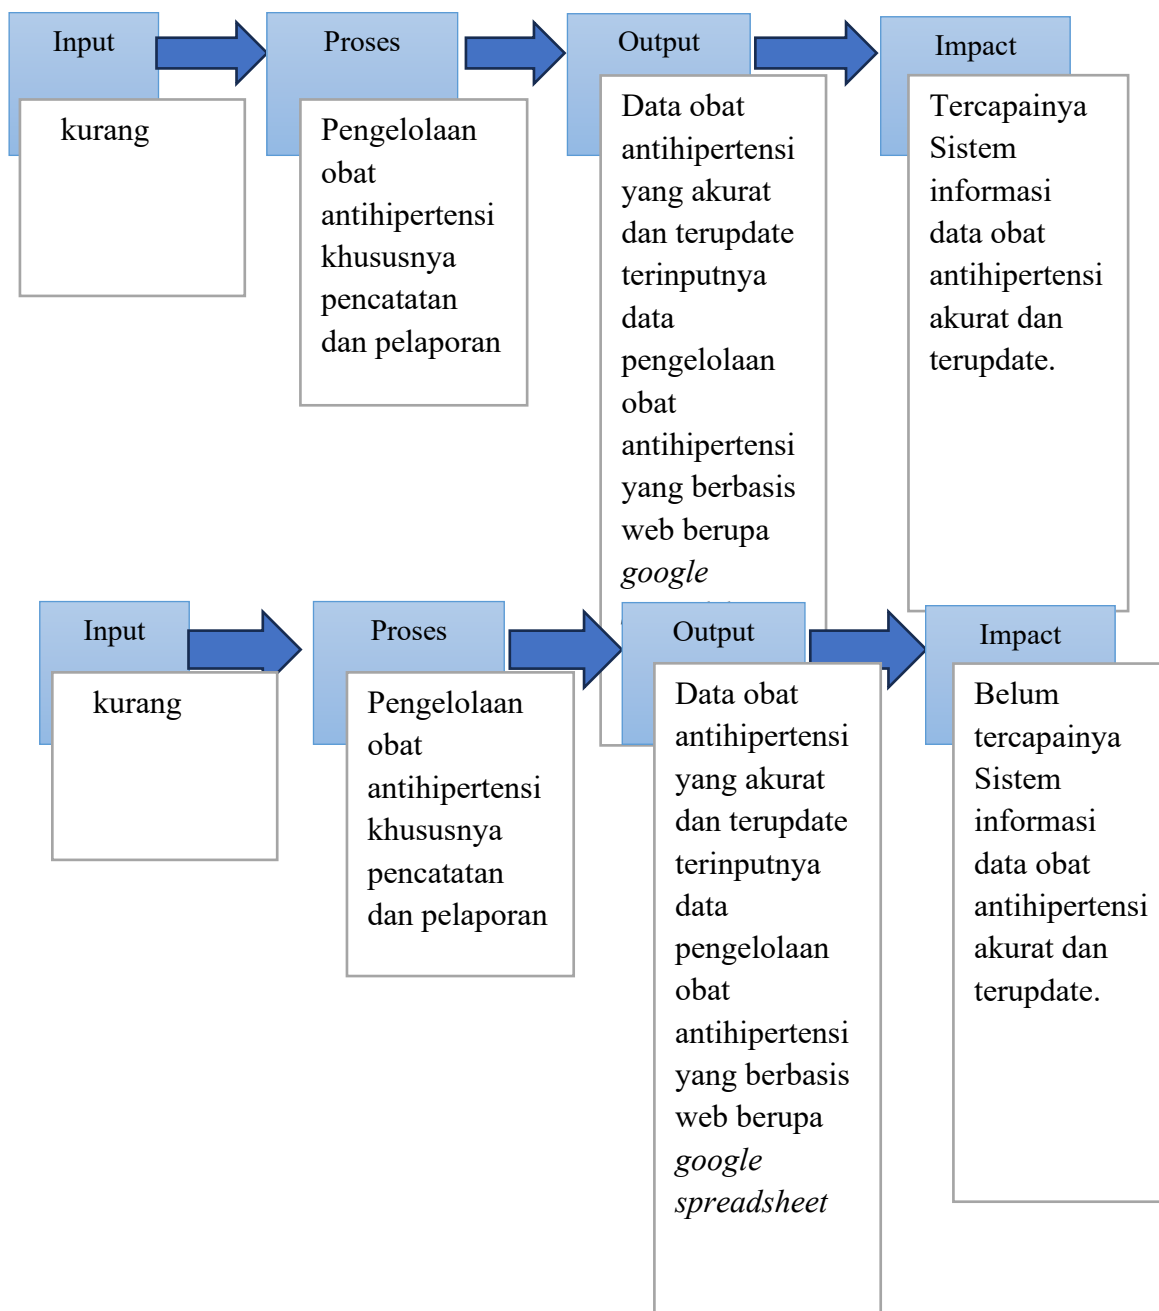 Input
Proses
Output
Impact
kurang
Pengelolaan
obat
antihipertensi
khususnya
pencatatan
dan pelaporan
Data obat
antihipertensi
yang akurat
dan terupdate
terinputnya
data
pengelolaan
obat
antihipertensi
yang berbasis
web berupa
google
Tercapainya
Sistem
informasi
data obat
antihipertensi
akurat dan
terupdate.
Input
Proses
Output
Impact
kurang
Pengelolaan
obat
antihipertensi
khususnya
pencatatan
dan pelaporan
Data obat
antihipertensi
yang akurat
dan terupdate
terinputnya
data
pengelolaan
obat
antihipertensi
yang berbasis
web berupa
google
spreadsheet
Belum
tercapainya
Sistem
informasi
data obat
antihipertensi
akurat dan
terupdate.